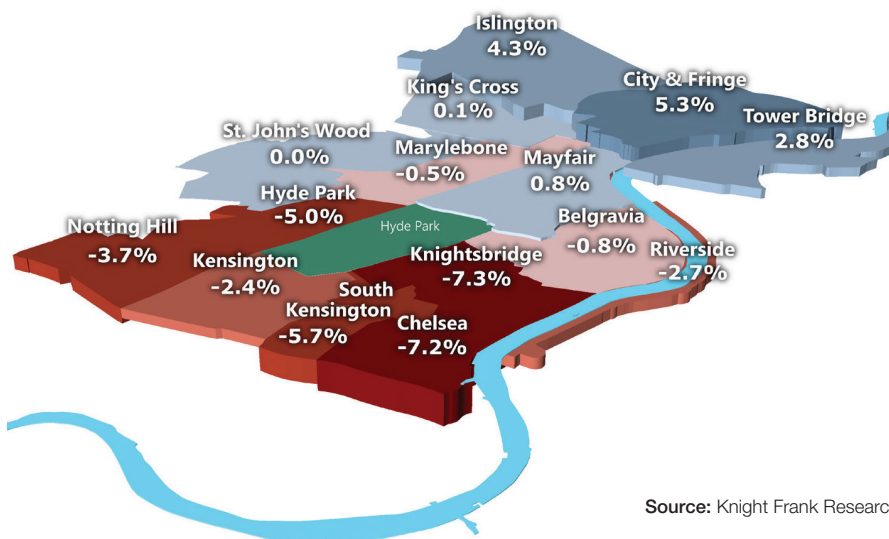 Islington
4.3%
City & Fringe
5.3%
King's Cross
0.1%
Tower Bridge
2.8%
St. John's Wood
0.0%
Marylebone
-0.5%
Mayfair
0.8%
Hyde Park
-5.0%
Notting Hill
-3.7%
Hyde Park
Belgravia
-0.8%
Kensington
-2.4%
Knightsbridge
-7.3%
Riverside
-2.7%
South
Kensington
-5.7%
Chelsea
-7.2%
Source: Knight Frank Researc